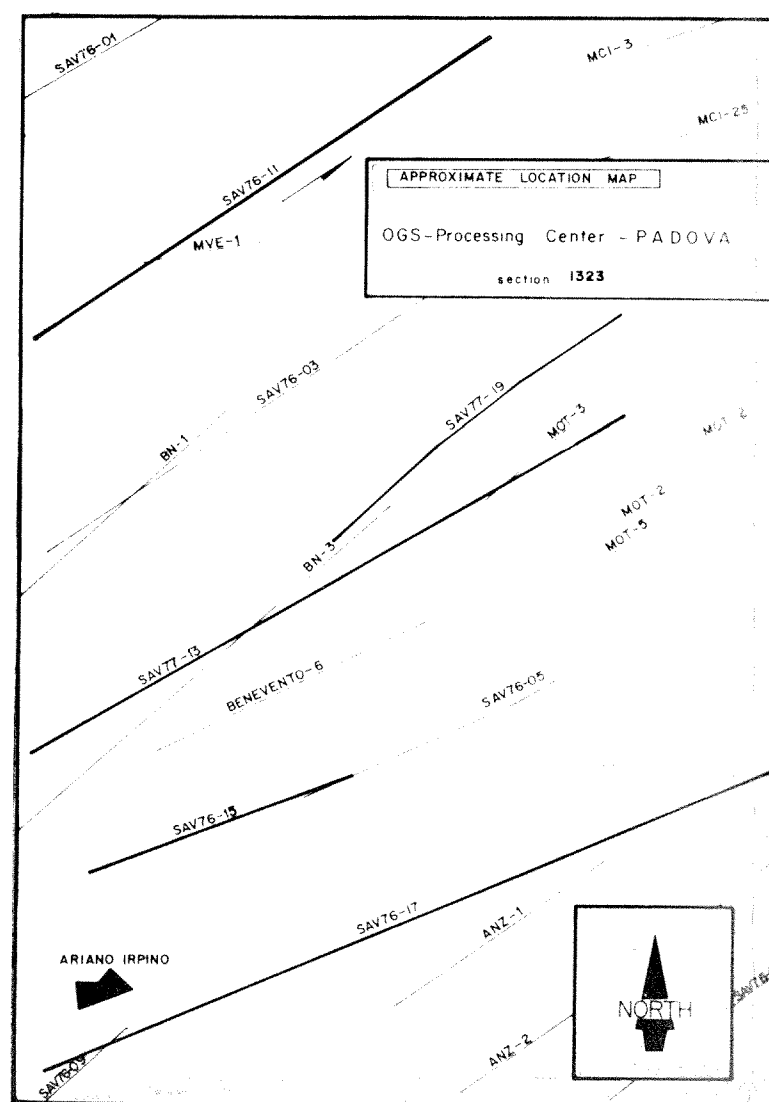 SAV76-01
MCI-3
MCI-25
SAV76-11
APPROXIMATE LOCATION MAP
OGS-Processing Center - PADOVA
section 1323
MVE-1
SAV76-03
BN-1
SAV77-19
MOT-3
MOT-2
MOT-2
MOT-5
BN-3
SAV77-13
BENEVENTO-6
SAV76-05
SAV76-15
SAV76-17
ANZ-1
ARIANO IRPINO
NORTH
ANZ-2
SAV76-09